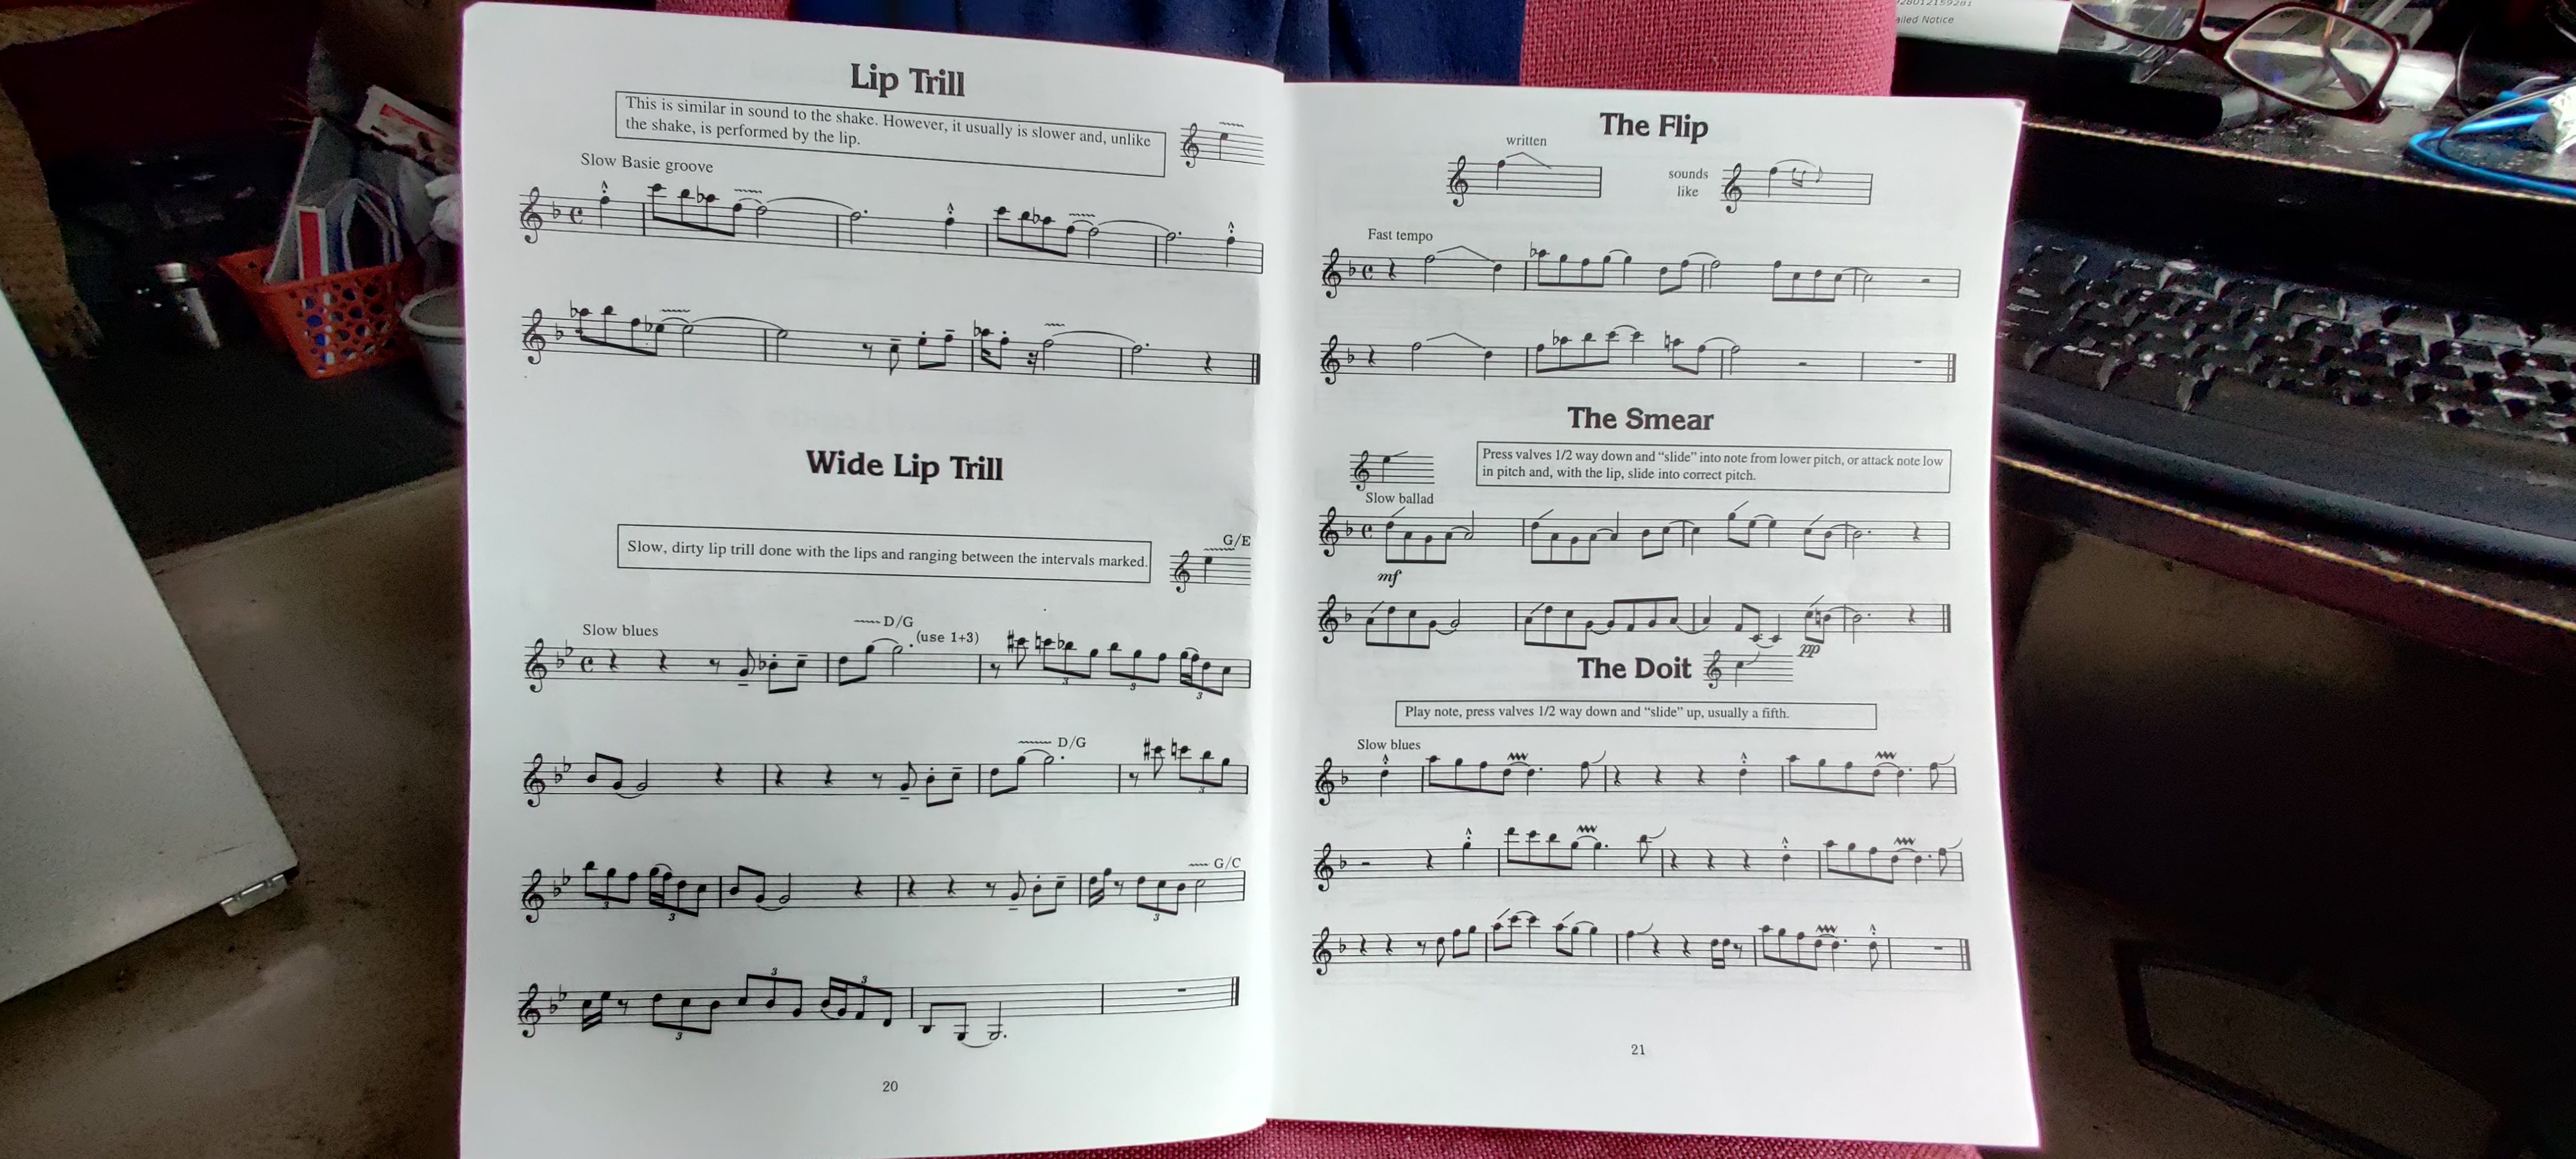 Lip Trill
This is similar in sound to the shake. However, it usually is slower and, unlike
the shake, is performed by the lip.
Slow Basie groove
Wide Lip Trill
Slow, dirty lip trill done with the lips and ranging between the intervals marked.
G/E
Slow blues
D/G
(use 1+3)
3
3
3
D/G
3
3
3
G/C
3
3
3
3
20
The Flip
written
sounds
like
Fast tempo
The Smear
Press valves 1/2 way down and “slide” into note from lower pitch, or attack note low
in pitch and, with the lip, slide into correct pitch.
Slow ballad
mf
pp
The Doit
Play note, press valves 1/2 way down and “slide” up, usually a fifth.
Slow blues
21
ailed Notice